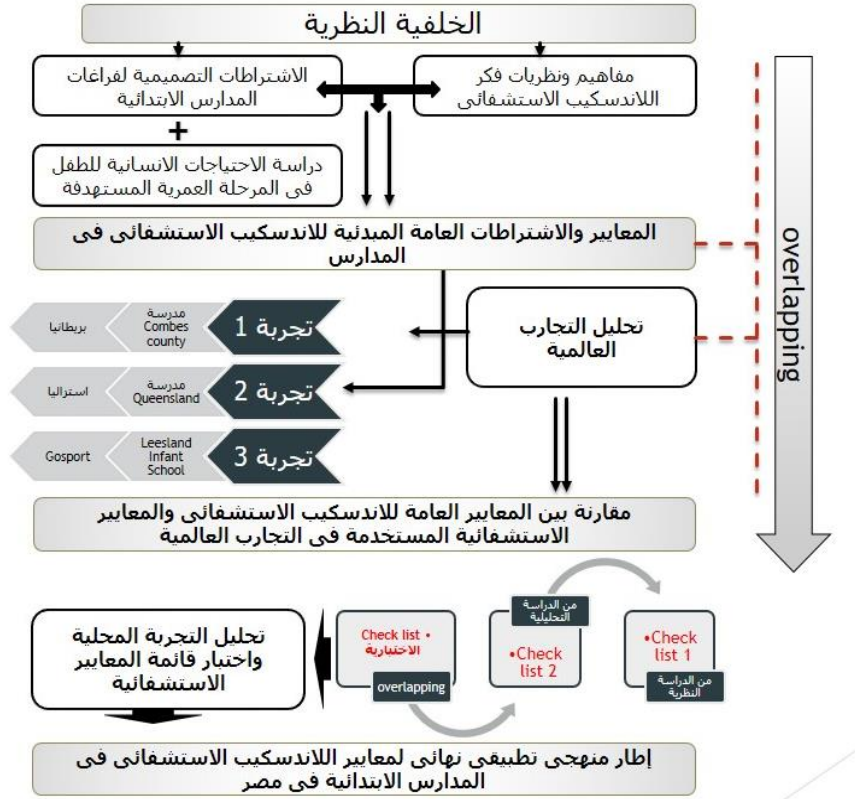 الخلفية النظرية
مفاهيم ونظريات فكر
اللاندسكيب الاستشفائى
الاشتراطات التصميمية لفراغات
المدارس الابتدائية
+
دراسة الاحتياجات الانسانية للطفل
فى المرحلة العمرية المستهدفة
المعايير والاشتراطات العامة المبدئية للاندسكيب الاستشفائى فى
المدارس
overlapping
تحليل التجارب
العالمية
تجربة 1
مدرسة
Combes
county
بريطانيا
تجربة 2
مدرسة
Queensland
استراليا
تجربة 3
Leesland
Infant
School
Gosport
مقارنة بين المعايير العامة للاندسكيب الاستشفائى والمعايير
الاستشفائية المستخدمة فى التجارب العالمية
•Check
list 1
من الدراسة
النظرية
من الدراسة
التحليلية
•Check
list 2
Check list •
الاختبارية
overlapping
تحليل التجربة المحلية
واختبار قائمة المعايير
الاستشفائية
إطار منهجى تطبيقى نهائى لمعايير اللاندسكيب الاستشفائى فى
المدارس الابتدائية فى مصر